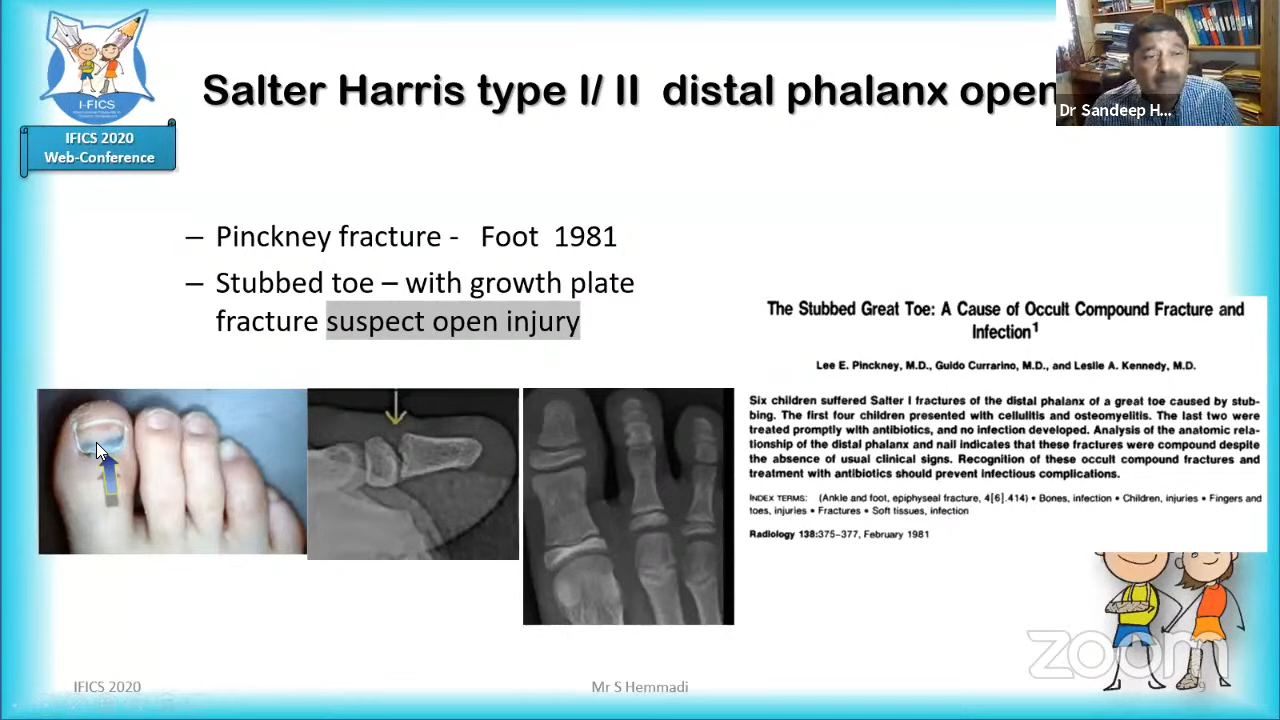 Salter Harris type I/ II distal phalanx open
Dr Sandeep H...
I-FICS
IFICS 2020
Web-Conference
– Pinckney fracture - Foot 1981
– Stubbed toe – with growth plate
fracture suspect open injury
The Stubbed Great Toe: A Cause of Occult Compound Fracture and
Infection¹
Lee E. Pinckney, M.D., Guido Currarino, M.D., and Leslie A. Kennedy, M.D.
Six children suffered Salter I fractures of the distal phalanx of a great toe caused by stub-
bing. The first four children presented with cellulitis and osteomyelitis. The last two were
treated promptly with antibiotics, and no infection developed. Analysis of the anatomic re-
lationship of the distal phalanx and nail indicates that these fractures were compound despite
the absence of usual clinical signs. Recognition of these occult compound fractures and
treatment with antibiotics should prevent infectious complications.
INDEX TERMS: (Ankle and foot, epiphyseal fracture, 4[6].414) • Bones, infection • Children, injuries • Fingers and
toes, injuries • Fractures • Soft tissues, infection
Radiology 138:375–377, February 1981
zoom
IFICS 2020
Mr S Hemmadi
9